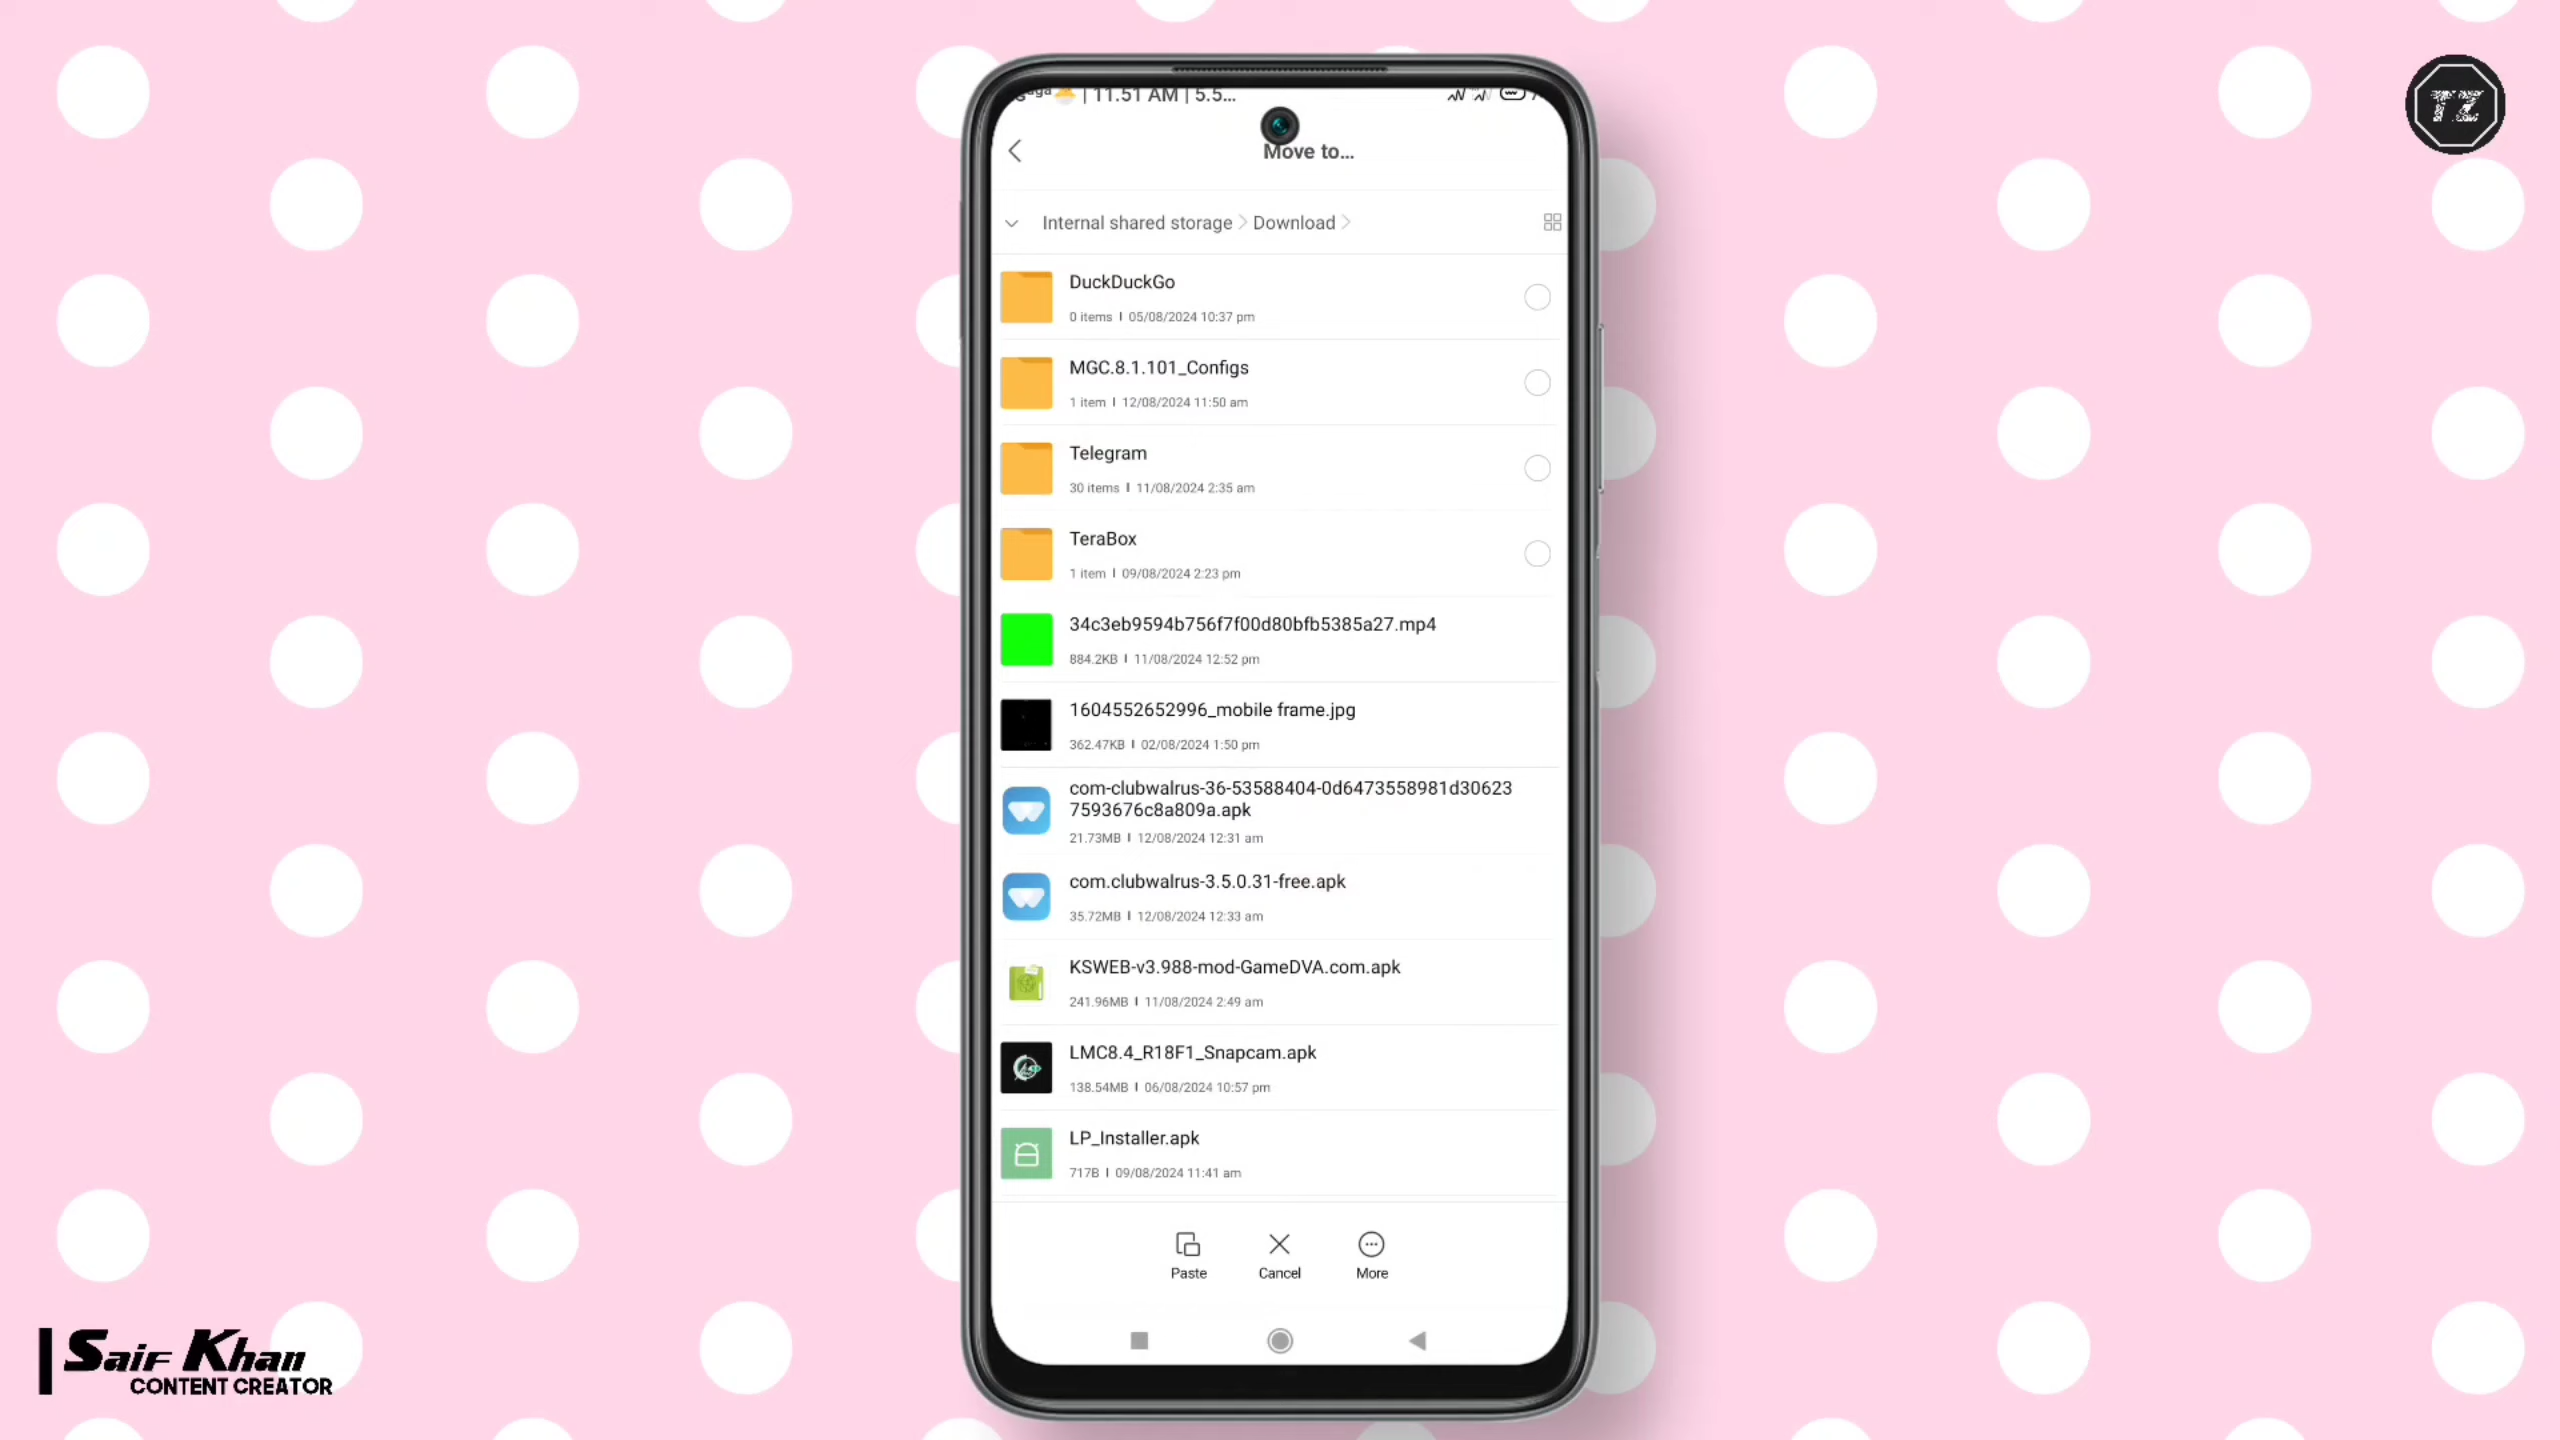 TZ
| 11.51 AM | 5.5...
Move to...
Internal shared storage > Download >
DuckDuckGo
0 items | 05/08/2024 10:37 pm
MGC.8.1.101_Configs
1 item | 12/08/2024 11:50 am
Telegram
30 items | 11/08/2024 2:35 am
TeraBox
1 item | 09/08/2024 2:23 pm
34c3eb9594b756f7f00d80bfb5385a27.mp4
884.2KB | 11/08/2024 12:52 pm
1604552652996_mobile frame.jpg
362.47KB | 02/08/2024 1:50 pm
com-clubwalrus-36-53588404-0d6473558981d30623
7593676c8a809a.apk
21.73MB | 12/08/2024 12:31 am
com.clubwalrus-3.5.0.31-free.apk
35.72MB | 12/08/2024 12:33 am
KSWEB-v3.988-mod-GameDVA.com.apk
241.96MB | 11/08/2024 2:49 am
LMC8.4_R18F1_Snapcam.apk
138.54MB | 06/08/2024 10:57 pm
LP_Installer.apk
717B | 09/08/2024 11:41 am
Paste
Cancel
More
Saif Khan
CONTENT CREATOR